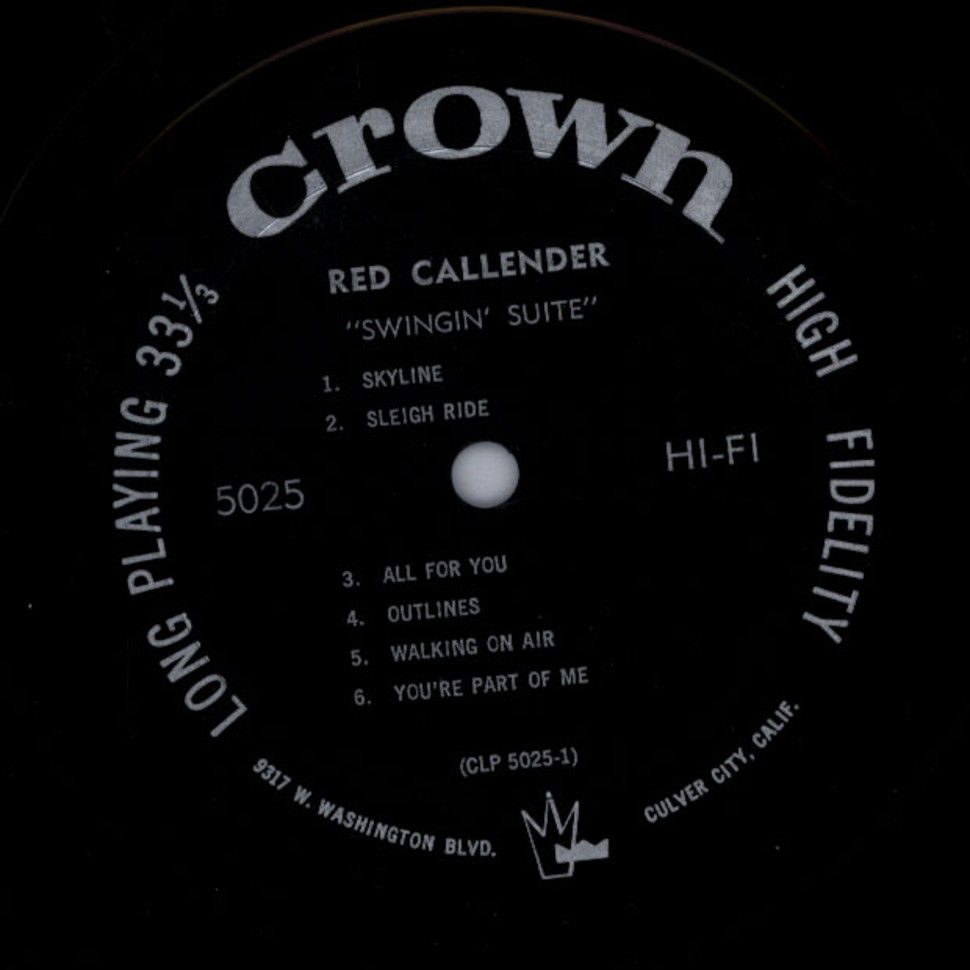 crown
RED CALLENDER
"SWINGIN' SUITE"
1. SKYLINE
2. SLEIGH RIDE
5025
HI-FI
3. ALL FOR YOU
4. OUTLINES
5. WALKING ON AIR
6. YOU'RE PART OF ME
(CLP 5025-1)
LONG PLAYING 33⅓
HIGH FIDELITY
9317 W. WASHINGTON BLVD.
CULVER CITY, CALIF.